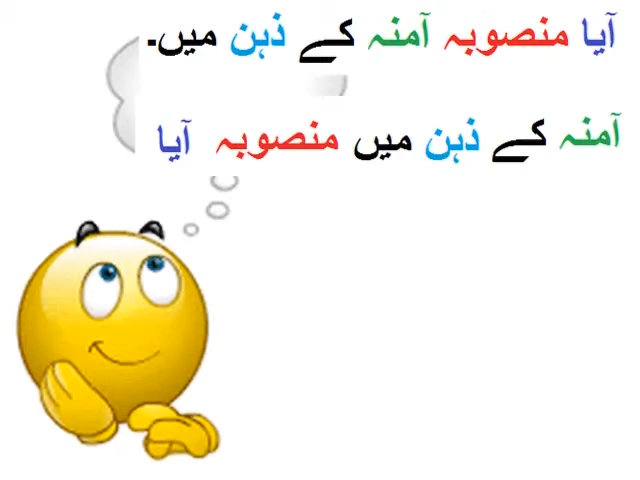 آیا منصوبہ آمنہ کے ذہن میں۔
آمنہ کے ذہن میں منصوبہ آیا